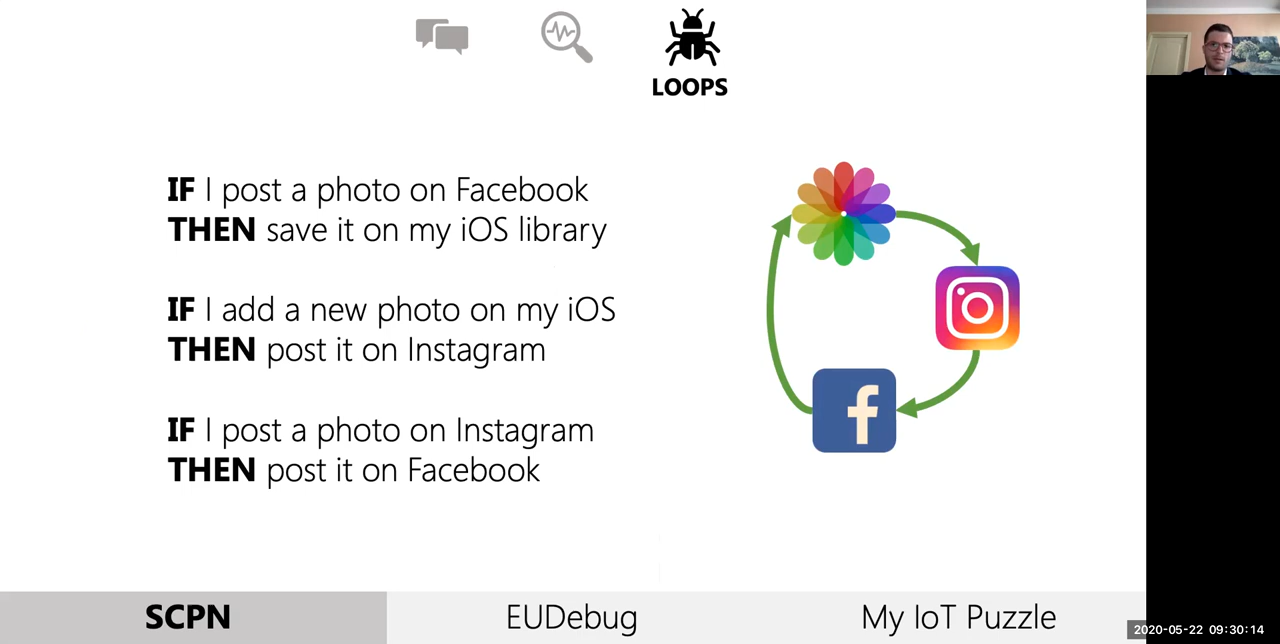 LOOPS
IF I post a photo on Facebook
THEN save it on my iOS library
IF I add a new photo on my iOS
THEN post it on Instagram
IF I post a photo on Instagram
THEN post it on Facebook
f
SCPN
EUDebug
My IoT Puzzle
2020-05-22 09:30:14